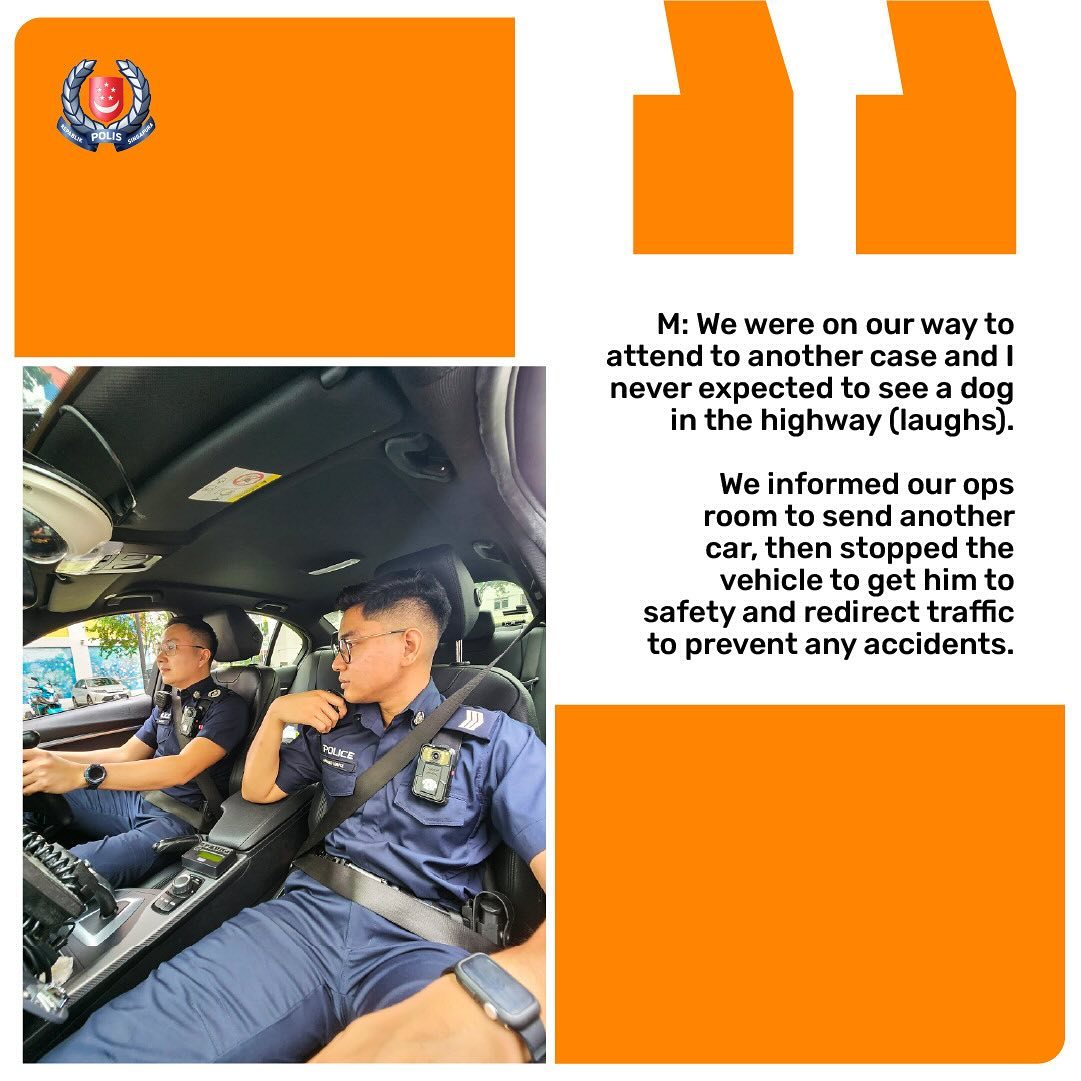 REPUBLIK
POLIS
SINGAPURA
M: We were on our way to
attend to another case and I
never expected to see a dog
in the highway (laughs).
We informed our ops
room to send another
car, then stopped the
vehicle to get him to
safety and redirect traffic
to prevent any accidents.
POLICE